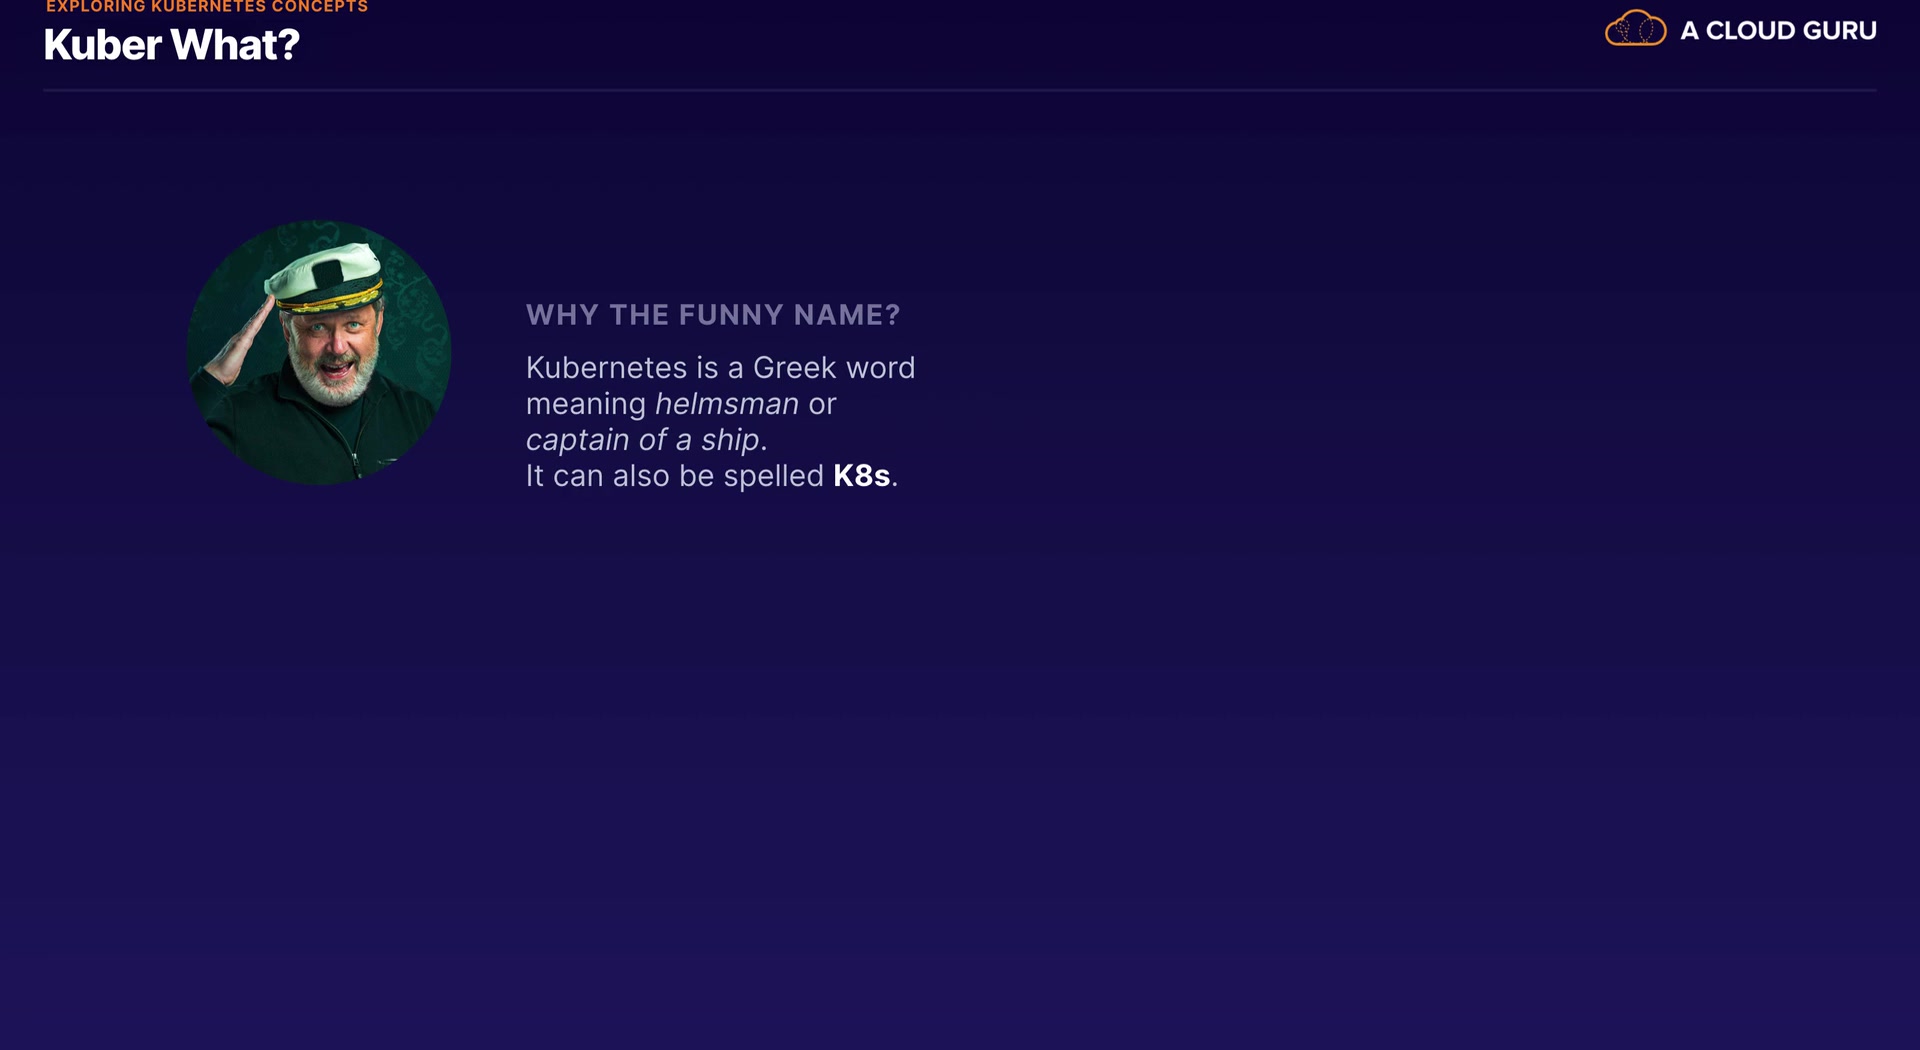 EXPLORING KUBERNETES CONCEPTS
Kuber What?
A CLOUD GURU
WHY THE FUNNY NAME?
Kubernetes is a Greek word
meaning helmsman or
captain of a ship.
It can also be spelled K8s.